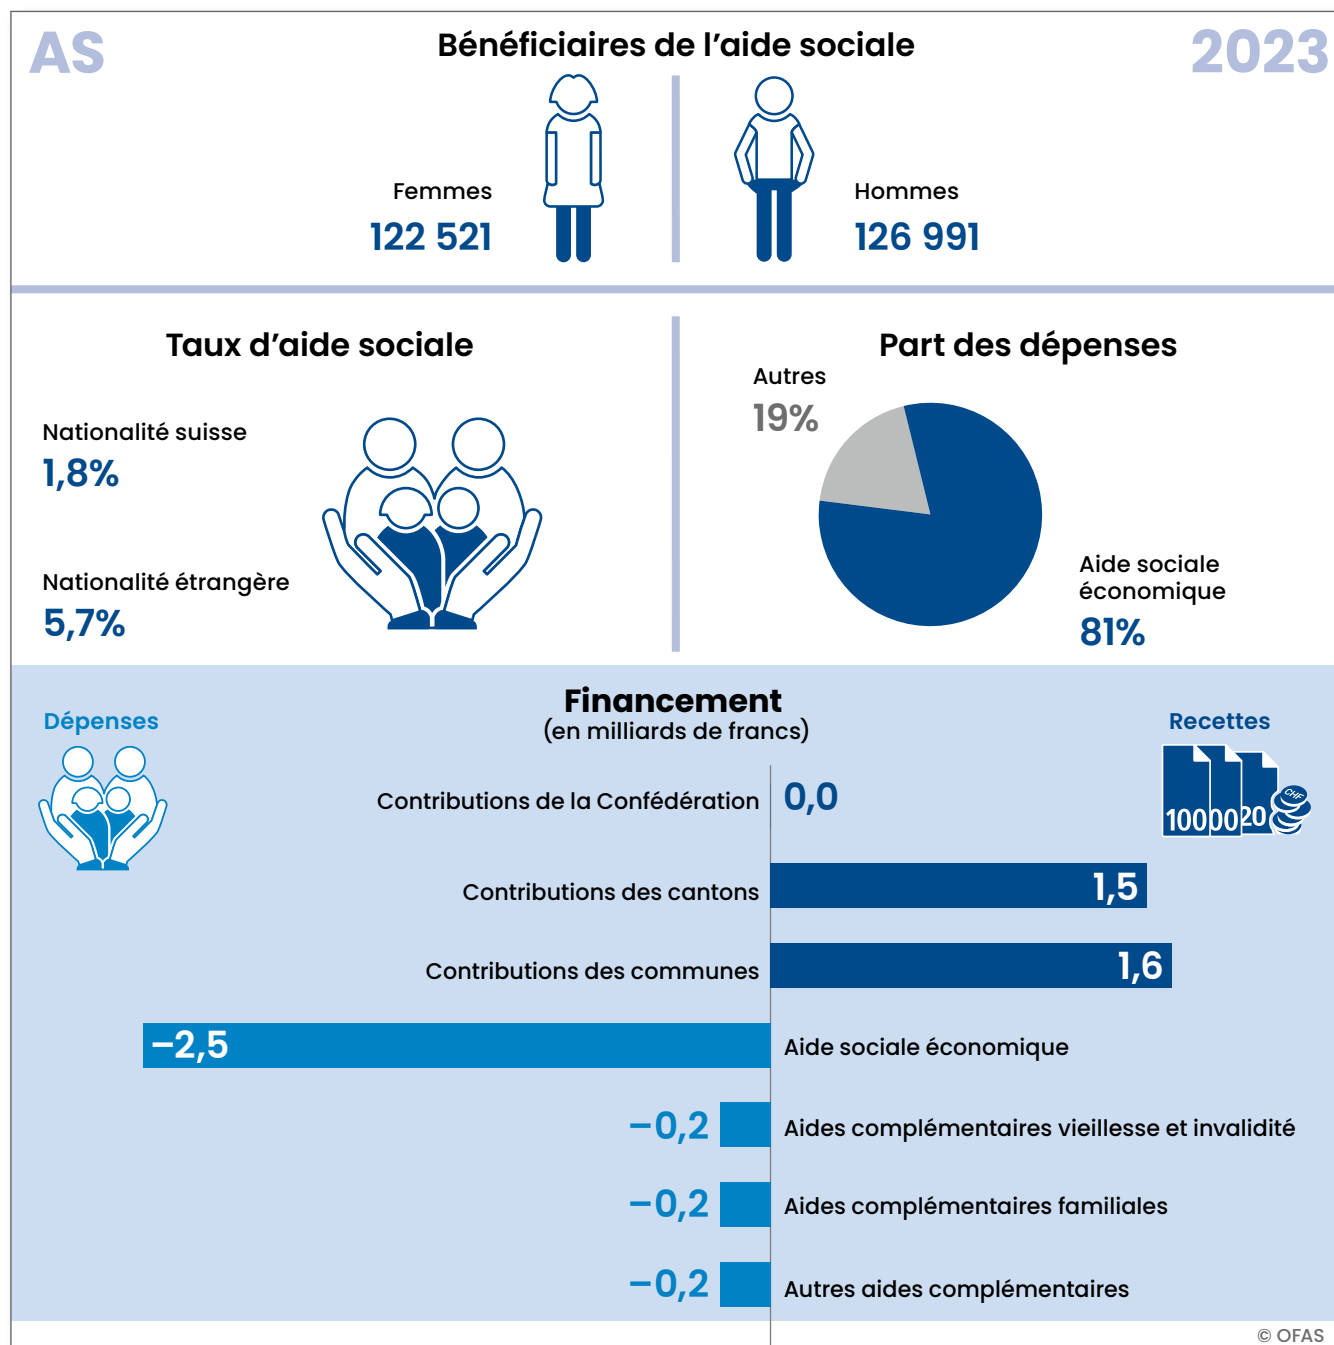 AS
Bénéficiaires de l’aide sociale
2023
Femmes
122 521
Hommes
126 991
Taux d’aide sociale
Nationalité suisse
1,8%
Nationalité étrangère
5,7%
Part des dépenses
Autres
19%
Aide sociale
économique
81%
Financement
(en milliards de francs)
Dépenses
Recettes
100 00 20 CHF
Contributions de la Confédération 0,0
Contributions des cantons 1,5
Contributions des communes 1,6
–2,5 Aide sociale économique
–0,2 Aides complémentaires vieillesse et invalidité
–0,2 Aides complémentaires familiales
–0,2 Autres aides complémentaires
© OFAS